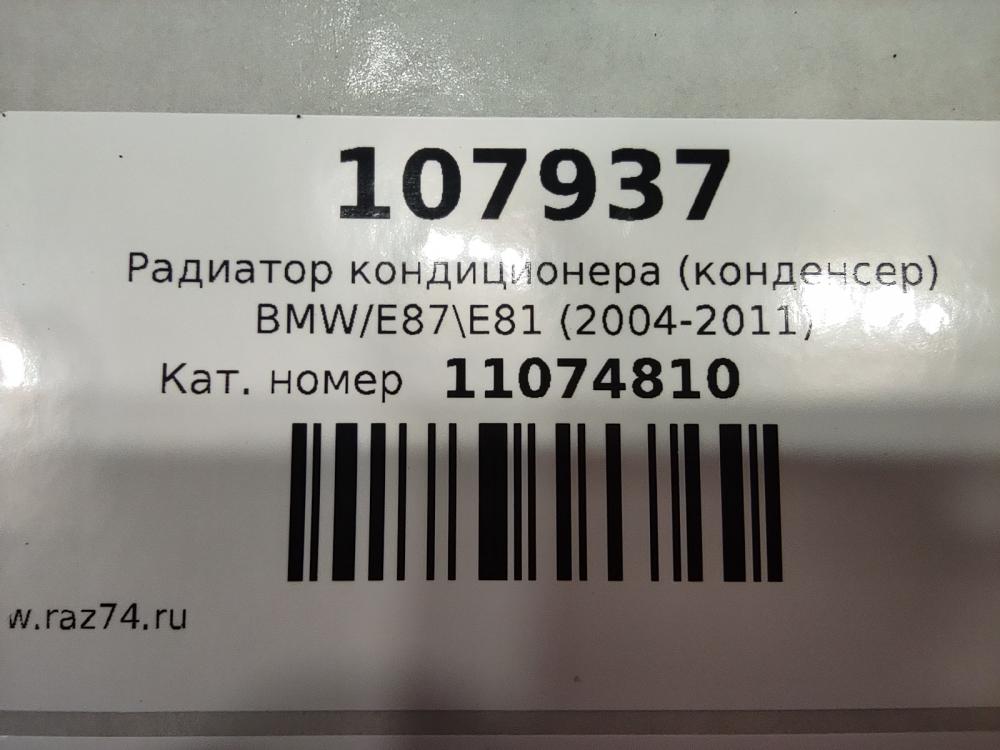 107937
Радиатор кондиционера (конденсер)
BMW/E87\E81 (2004-2011)
Кат. номер 11074810
w.raz74.ru